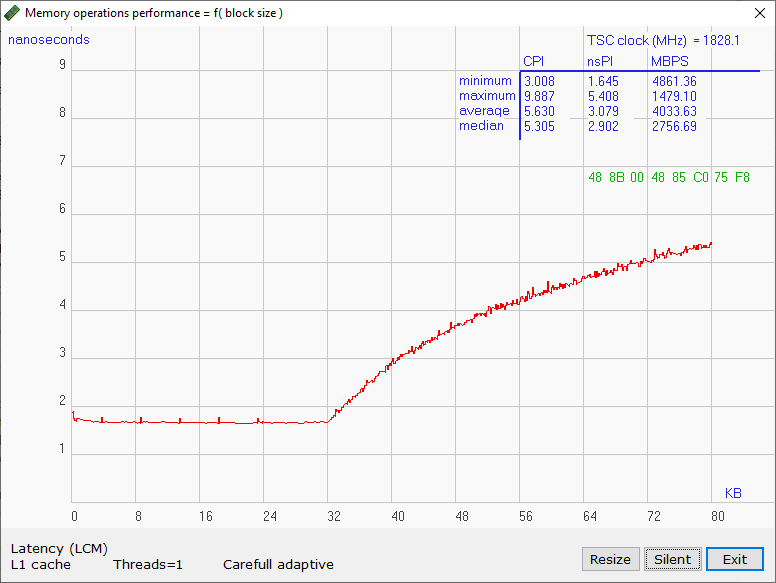 Memory operations performance = f( block size )
nanoseconds
TSC clock (MHz) = 1828.1
CPI nsPI MBPS
minimum 3.008 1.645 4861.36
maximum 9.887 5.408 1479.10
average 5.630 3.079 4033.63
median 5.305 2.902 2756.69
48 8B 00 48 85 C0 75 F8
9
8
7
6
5
4
3
2
1
KB
0 8 16 24 32 40 48 56 64 72 80
Latency (LCM)
L1 cache Threads=1 Carefull adaptive
Resize Silent Exit